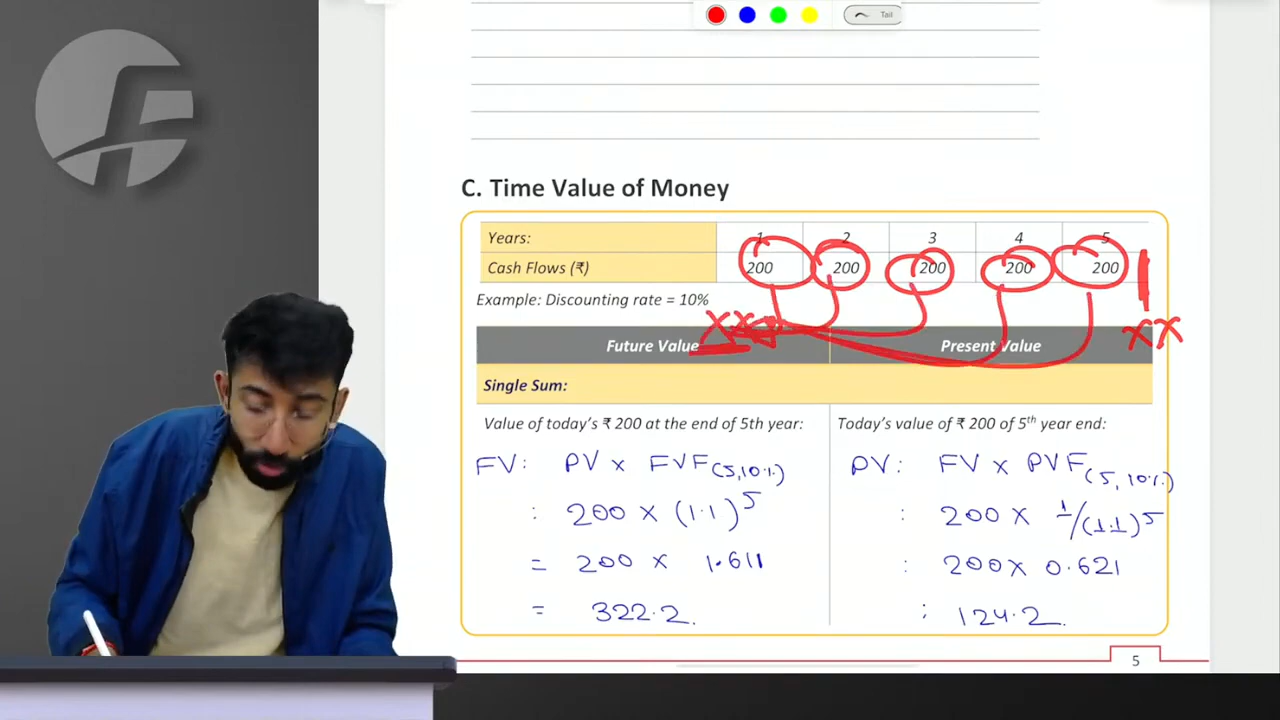 Tail
C. Time Value of Money
Years: 1 2 3 4 5
Cash Flows (₹) 200 200 200 200 200
Example: Discounting rate = 10%
XXX
XX
Future Value Present Value
Single Sum:
Value of today's ₹ 200 at the end of 5th year: Today's value of ₹ 200 of 5th year end:
FV: PV x FVF(5,10%) PV: FV x PVF(5,10%)
: 200 x (1.1)5 : 200 x 1/(1.1)5
= 200 x 1.611 : 200 x 0.621
= 322.2. : 124.2.
5